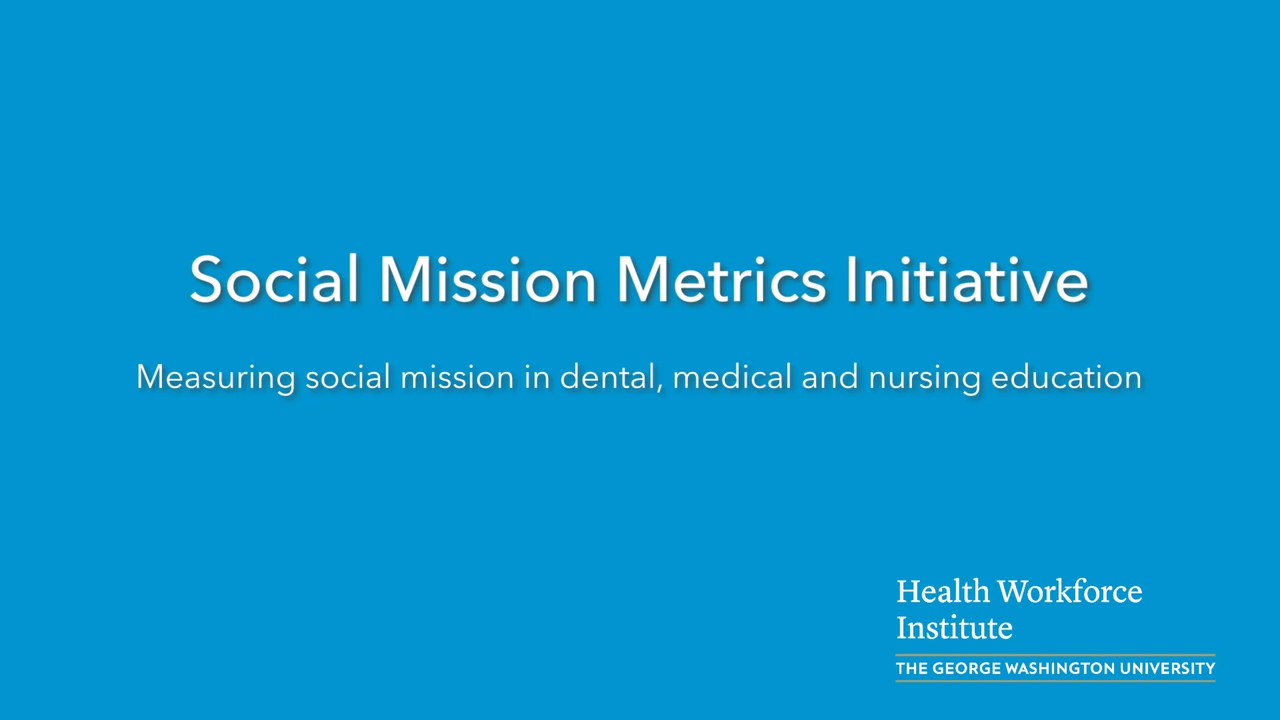 Social Mission Metrics Initiative
Measuring social mission in dental, medical and nursing education
Health Workforce
Institute
THE GEORGE WASHINGTON UNIVERSITY